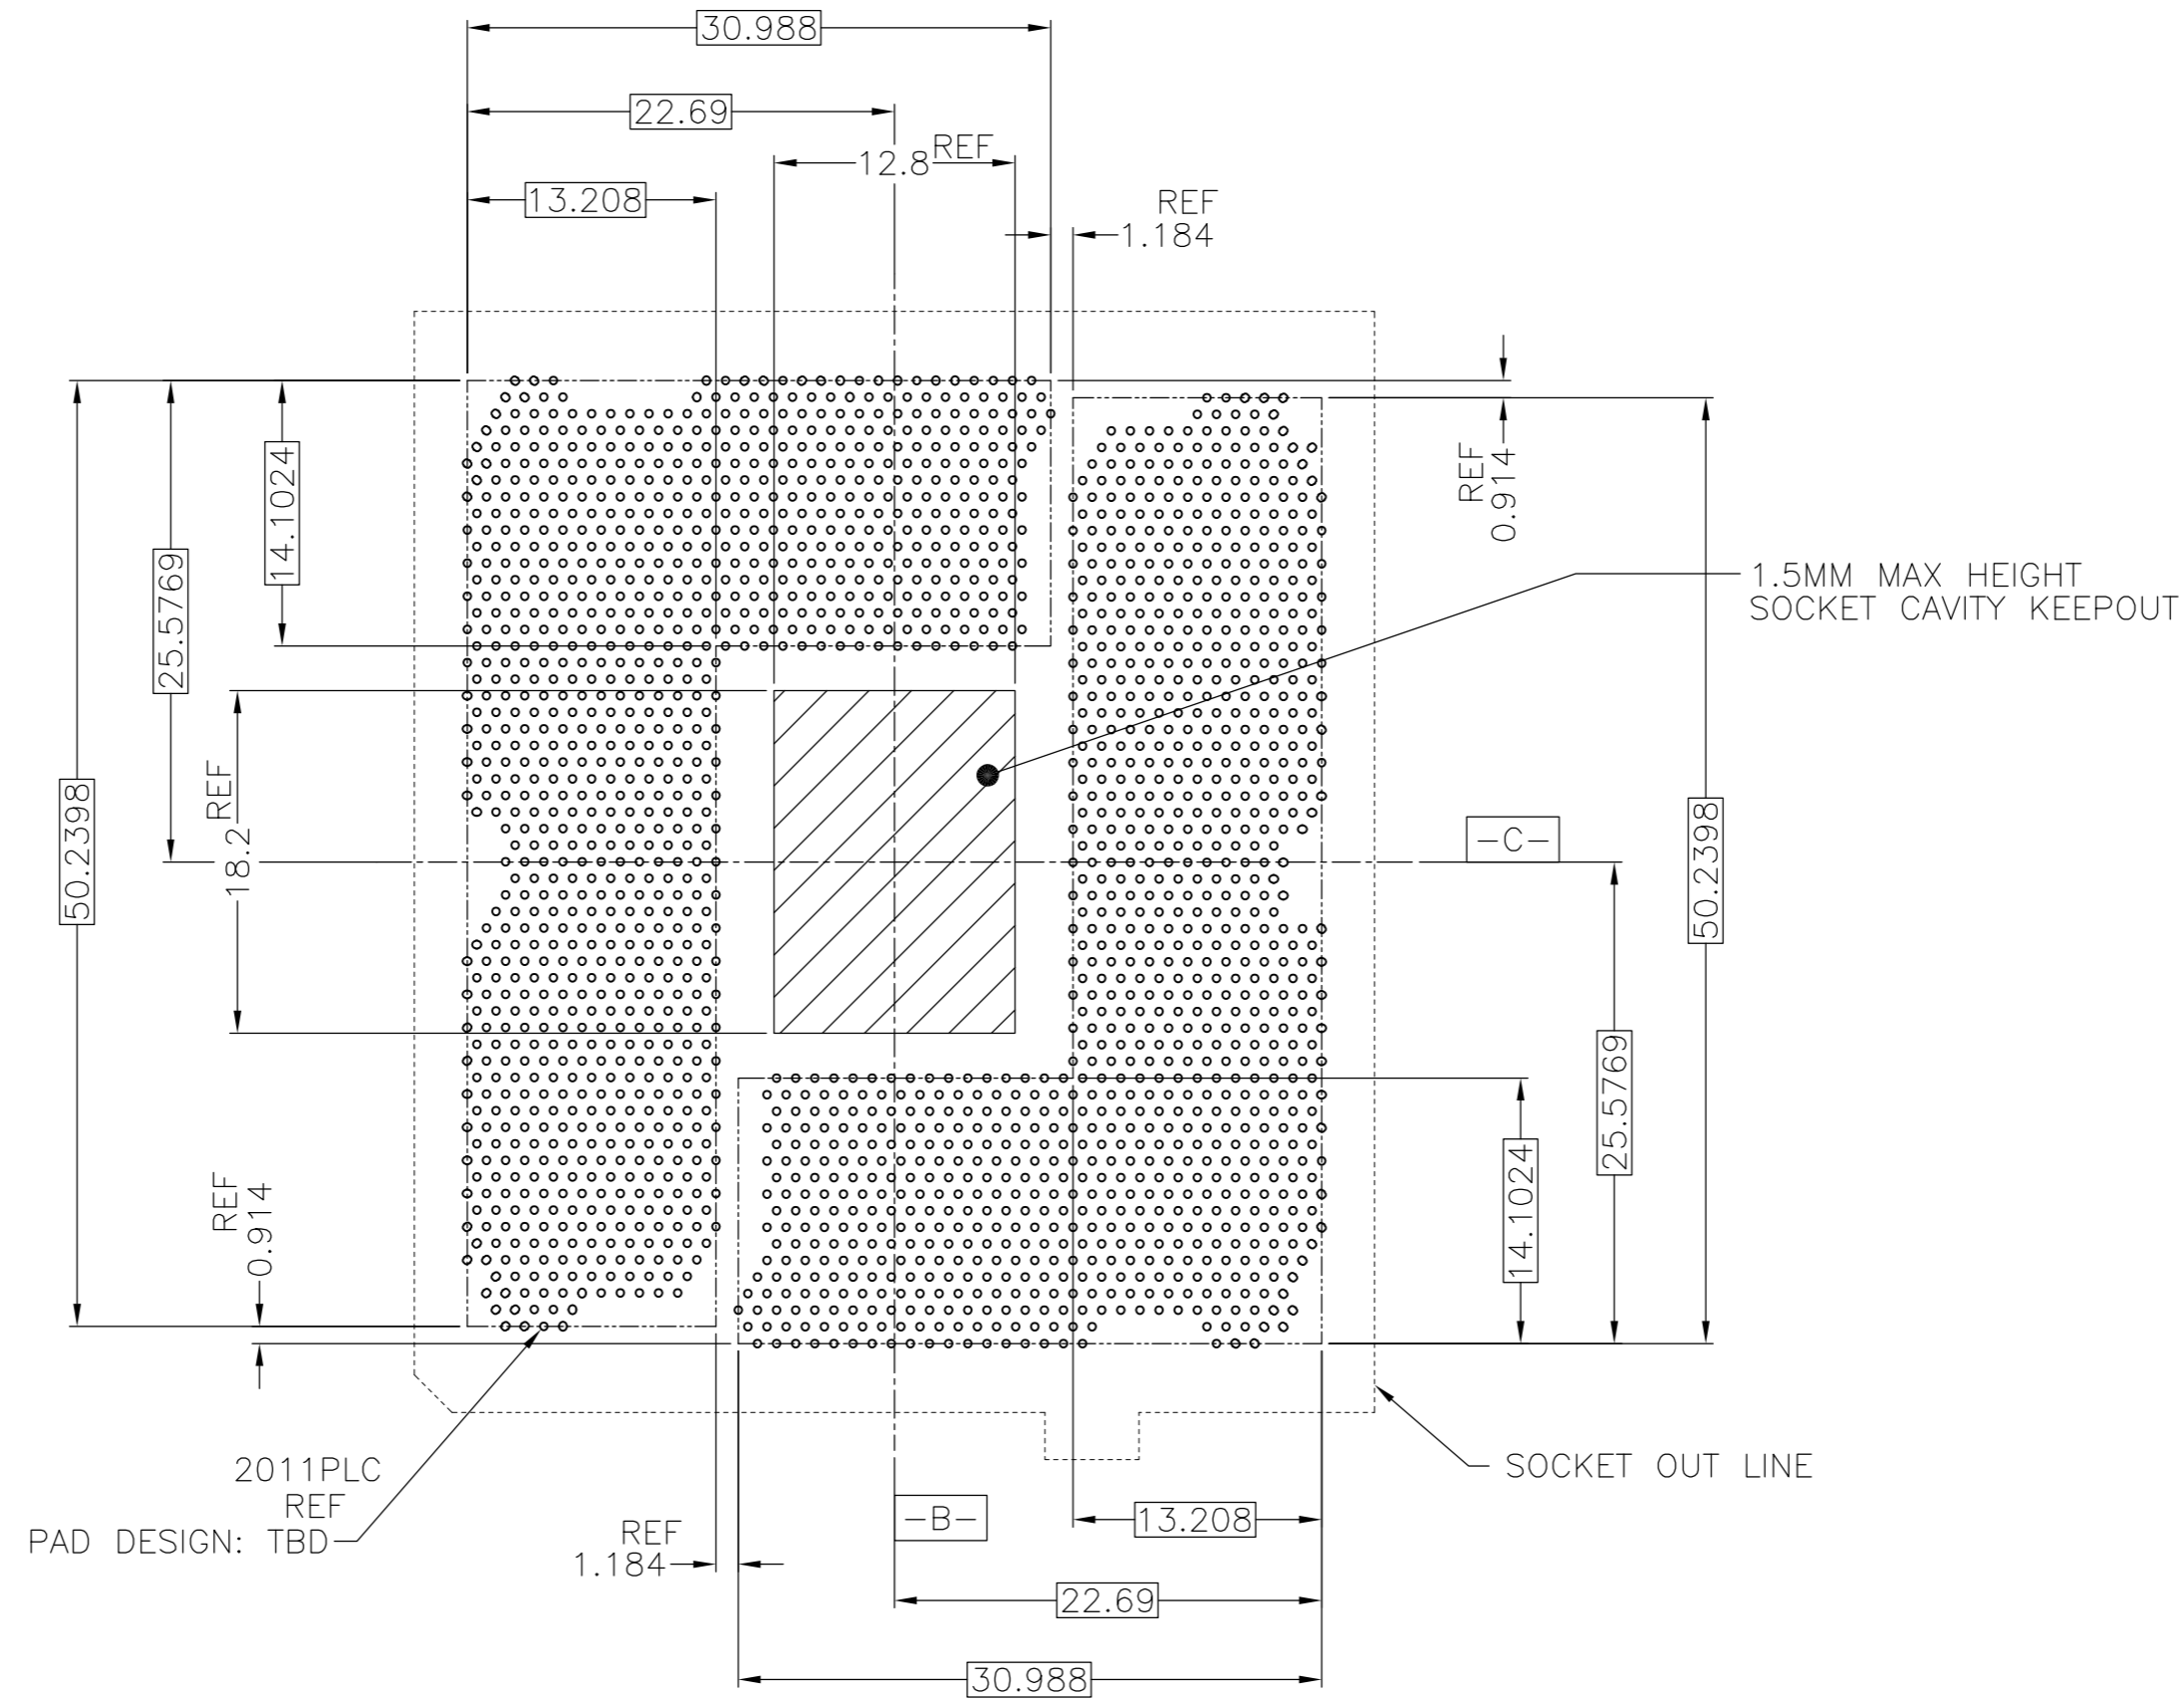 30.988
22.69
12.8 REF
13.208
REF
1.184
14.1024
25.5769
50.2398
18.2 REF
REF
0.914
1.5MM MAX HEIGHT
SOCKET CAVITY KEEPOUT
-C-
50.2398
25.5769
14.1024
REF
0.914
2011PLC
REF
PAD DESIGN: TBD
SOCKET OUT LINE
-B-
13.208
REF
1.184
22.69
30.988